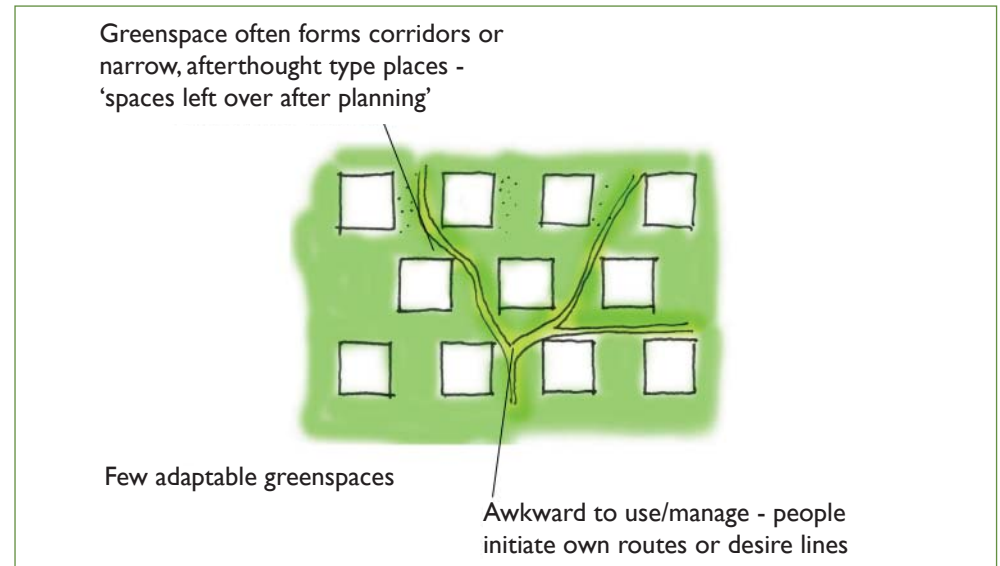 Greenspace often forms corridors or
narrow, afterthought type places -
‘spaces left over after planning’
Few adaptable greenspaces
Awkward to use/manage - people
initiate own routes or desire lines